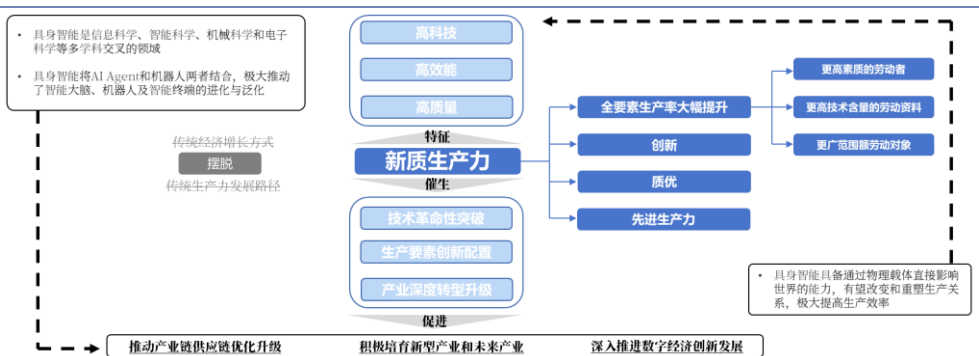 • 具身智能是信息科学、智能科学、机械科学和电子
科学等多学科交叉的领域
• 具身智能将AI Agent和机器人两者结合，极大推动
了智能大脑、机器人及智能终端的进化与泛化
传统经济增长方式
摆脱
传统生产力发展路径
高科技
高效能
高质量
特征
新质生产力
催生
技术革命性突破
生产要素创新配置
产业深度转型升级
促进
全要素生产率大幅提升
创新
质优
先进生产力
更高素质的劳动者
更高技术含量的劳动资料
更广范围额劳动对象
• 具身智能具备通过物理载体直接影响
世界的能力，有望改变和重塑生产关
系，极大提高生产效率
推动产业链供应链优化升级
积极培育新型产业和未来产业
深入推进数字经济创新发展